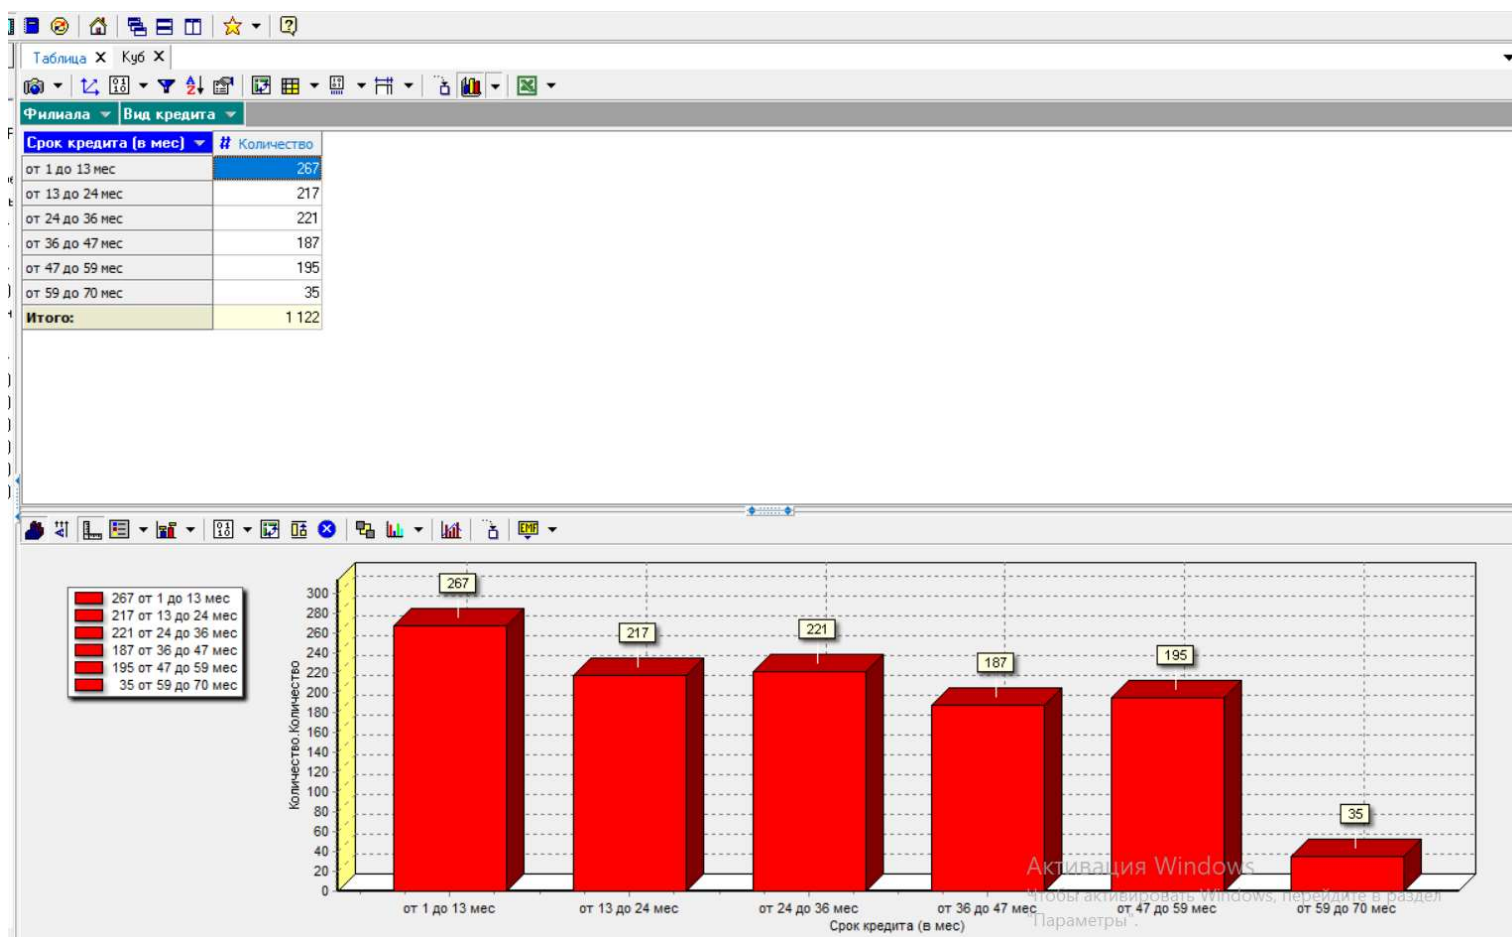 Таблица X Куб X
Филиала Вид кредита
Срок кредита (в мес) # Количество
от 1 до 13 мес 267
от 13 до 24 мес 217
от 24 до 36 мес 221
от 36 до 47 мес 187
от 47 до 59 мес 195
от 59 до 70 мес 35
Итого: 1 122
267 от 1 до 13 мес
217 от 13 до 24 мес
221 от 24 до 36 мес
187 от 36 до 47 мес
195 от 47 до 59 мес
35 от 59 до 70 мес
Количество.Количество
300
280
260
240
220
200
180
160
140
120
100
80
60
40
20
0
267
217
221
187
195
35
от 1 до 13 мес от 13 до 24 мес от 24 до 36 мес от 36 до 47 мес от 47 до 59 мес от 59 до 70 мес
Срок кредита (в мес)
Активация Windows
Чтобы активировать Windows, перейдите в раздел
"Параметры".